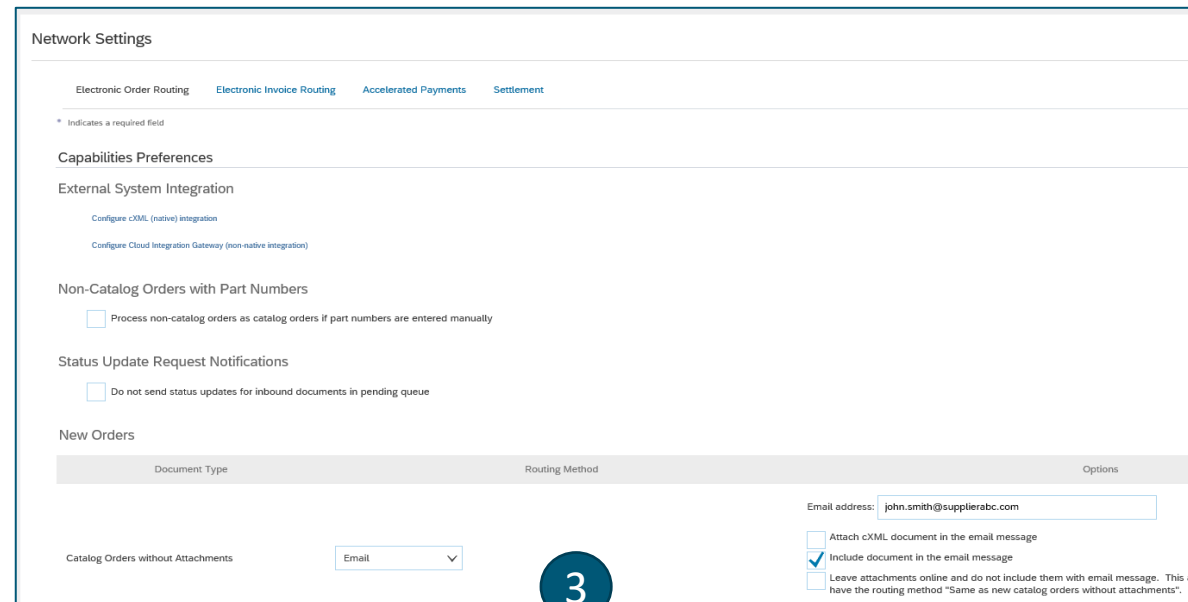 Network Settings
Electronic Order Routing Electronic Invoice Routing Accelerated Payments Settlement
* Indicates a required field
Capabilities Preferences
External System Integration
Configure cXML (native) integration
Configure Cloud Integration Gateway (non-native integration)
Non-Catalog Orders with Part Numbers
Process non-catalog orders as catalog orders if part numbers are entered manually
Status Update Request Notifications
Do not send status updates for inbound documents in pending queue
New Orders
Document Type Routing Method Options
Email address: john.smith@supplierabc.com
Attach cXML document in the email message
Catalog Orders without Attachments Email Include document in the email message
3
Leave attachments online and do not include them with email message. This
have the routing method "Same as new catalog orders without attachments".